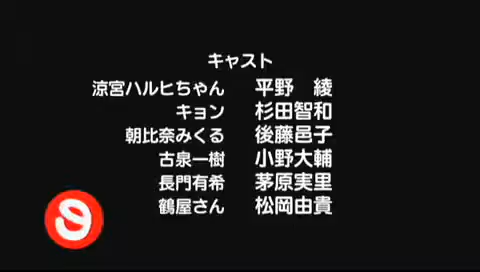 キャスト
涼宮ハルヒちゃん 平野 綾
キョン 杉田智和
朝比奈みくる 後藤邑子
古泉一樹 小野大輔
長門有希 茅原実里
鶴屋さん 松岡由貴